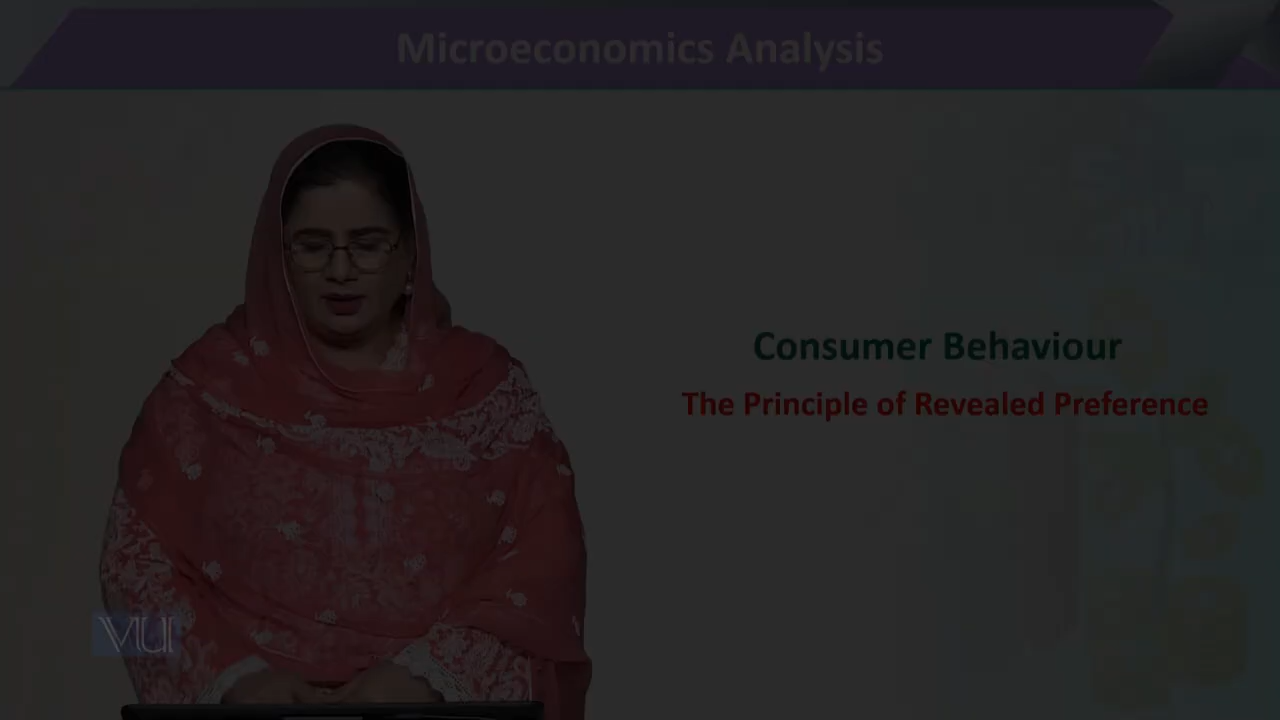 Microeconomics Analysis
Consumer Behaviour
The Principle of Revealed Preference
VU